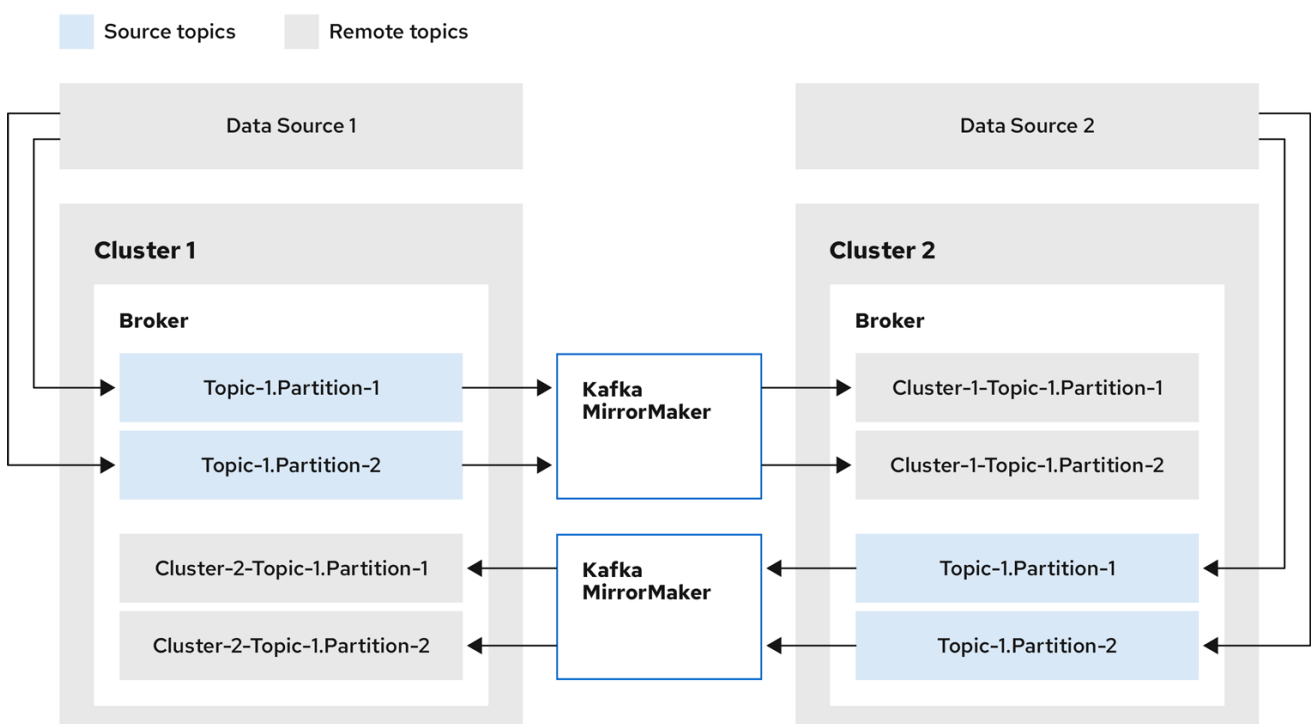 Source topics
Remote topics
Data Source 1
Data Source 2
Cluster 1
Broker
Topic-1.Partition-1
Topic-1.Partition-2
Cluster-2-Topic-1.Partition-1
Cluster-2-Topic-1.Partition-2
Kafka
MirrorMaker
Kafka
MirrorMaker
Cluster 2
Broker
Cluster-1-Topic-1.Partition-1
Cluster-1-Topic-1.Partition-2
Topic-1.Partition-1
Topic-1.Partition-2